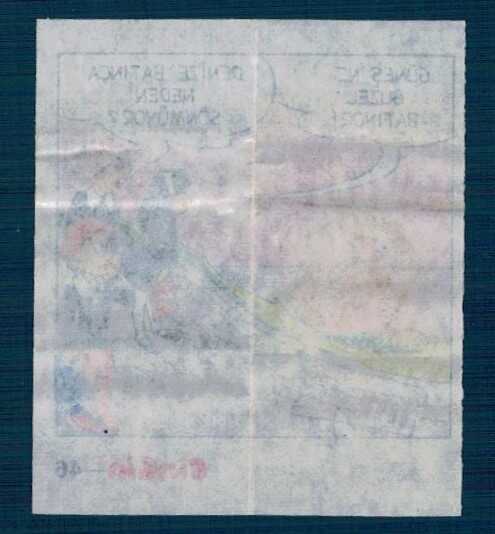 GÜNEŞ NE
GÜZEL
BATIYOR!
DENİZE BATINCA
NEDEN
SÖNMÜYOR?
46